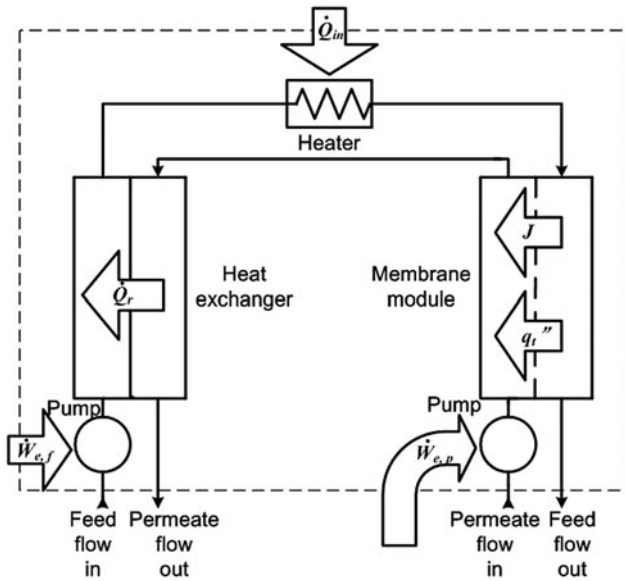 Q̇in
Heater
J
Heat
exchanger
Membrane
module
Q̇r
qt″
Pump
Pump
Ẇe,f
Ẇe,p
Feed
flow
in
Permeate
flow
out
Permeate
flow
in
Feed
flow
out